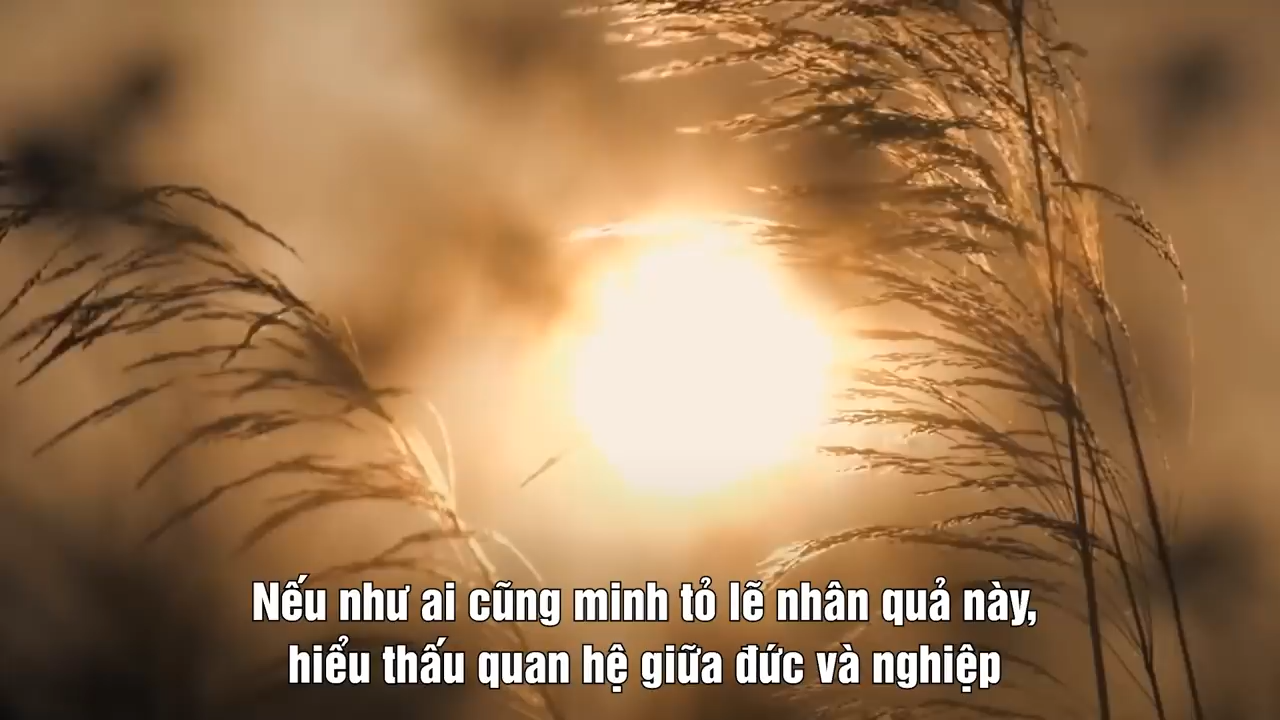 Nếu như ai cũng minh tỏ lẽ nhân quả này,
hiểu thấu quan hệ giữa đức và nghiệp